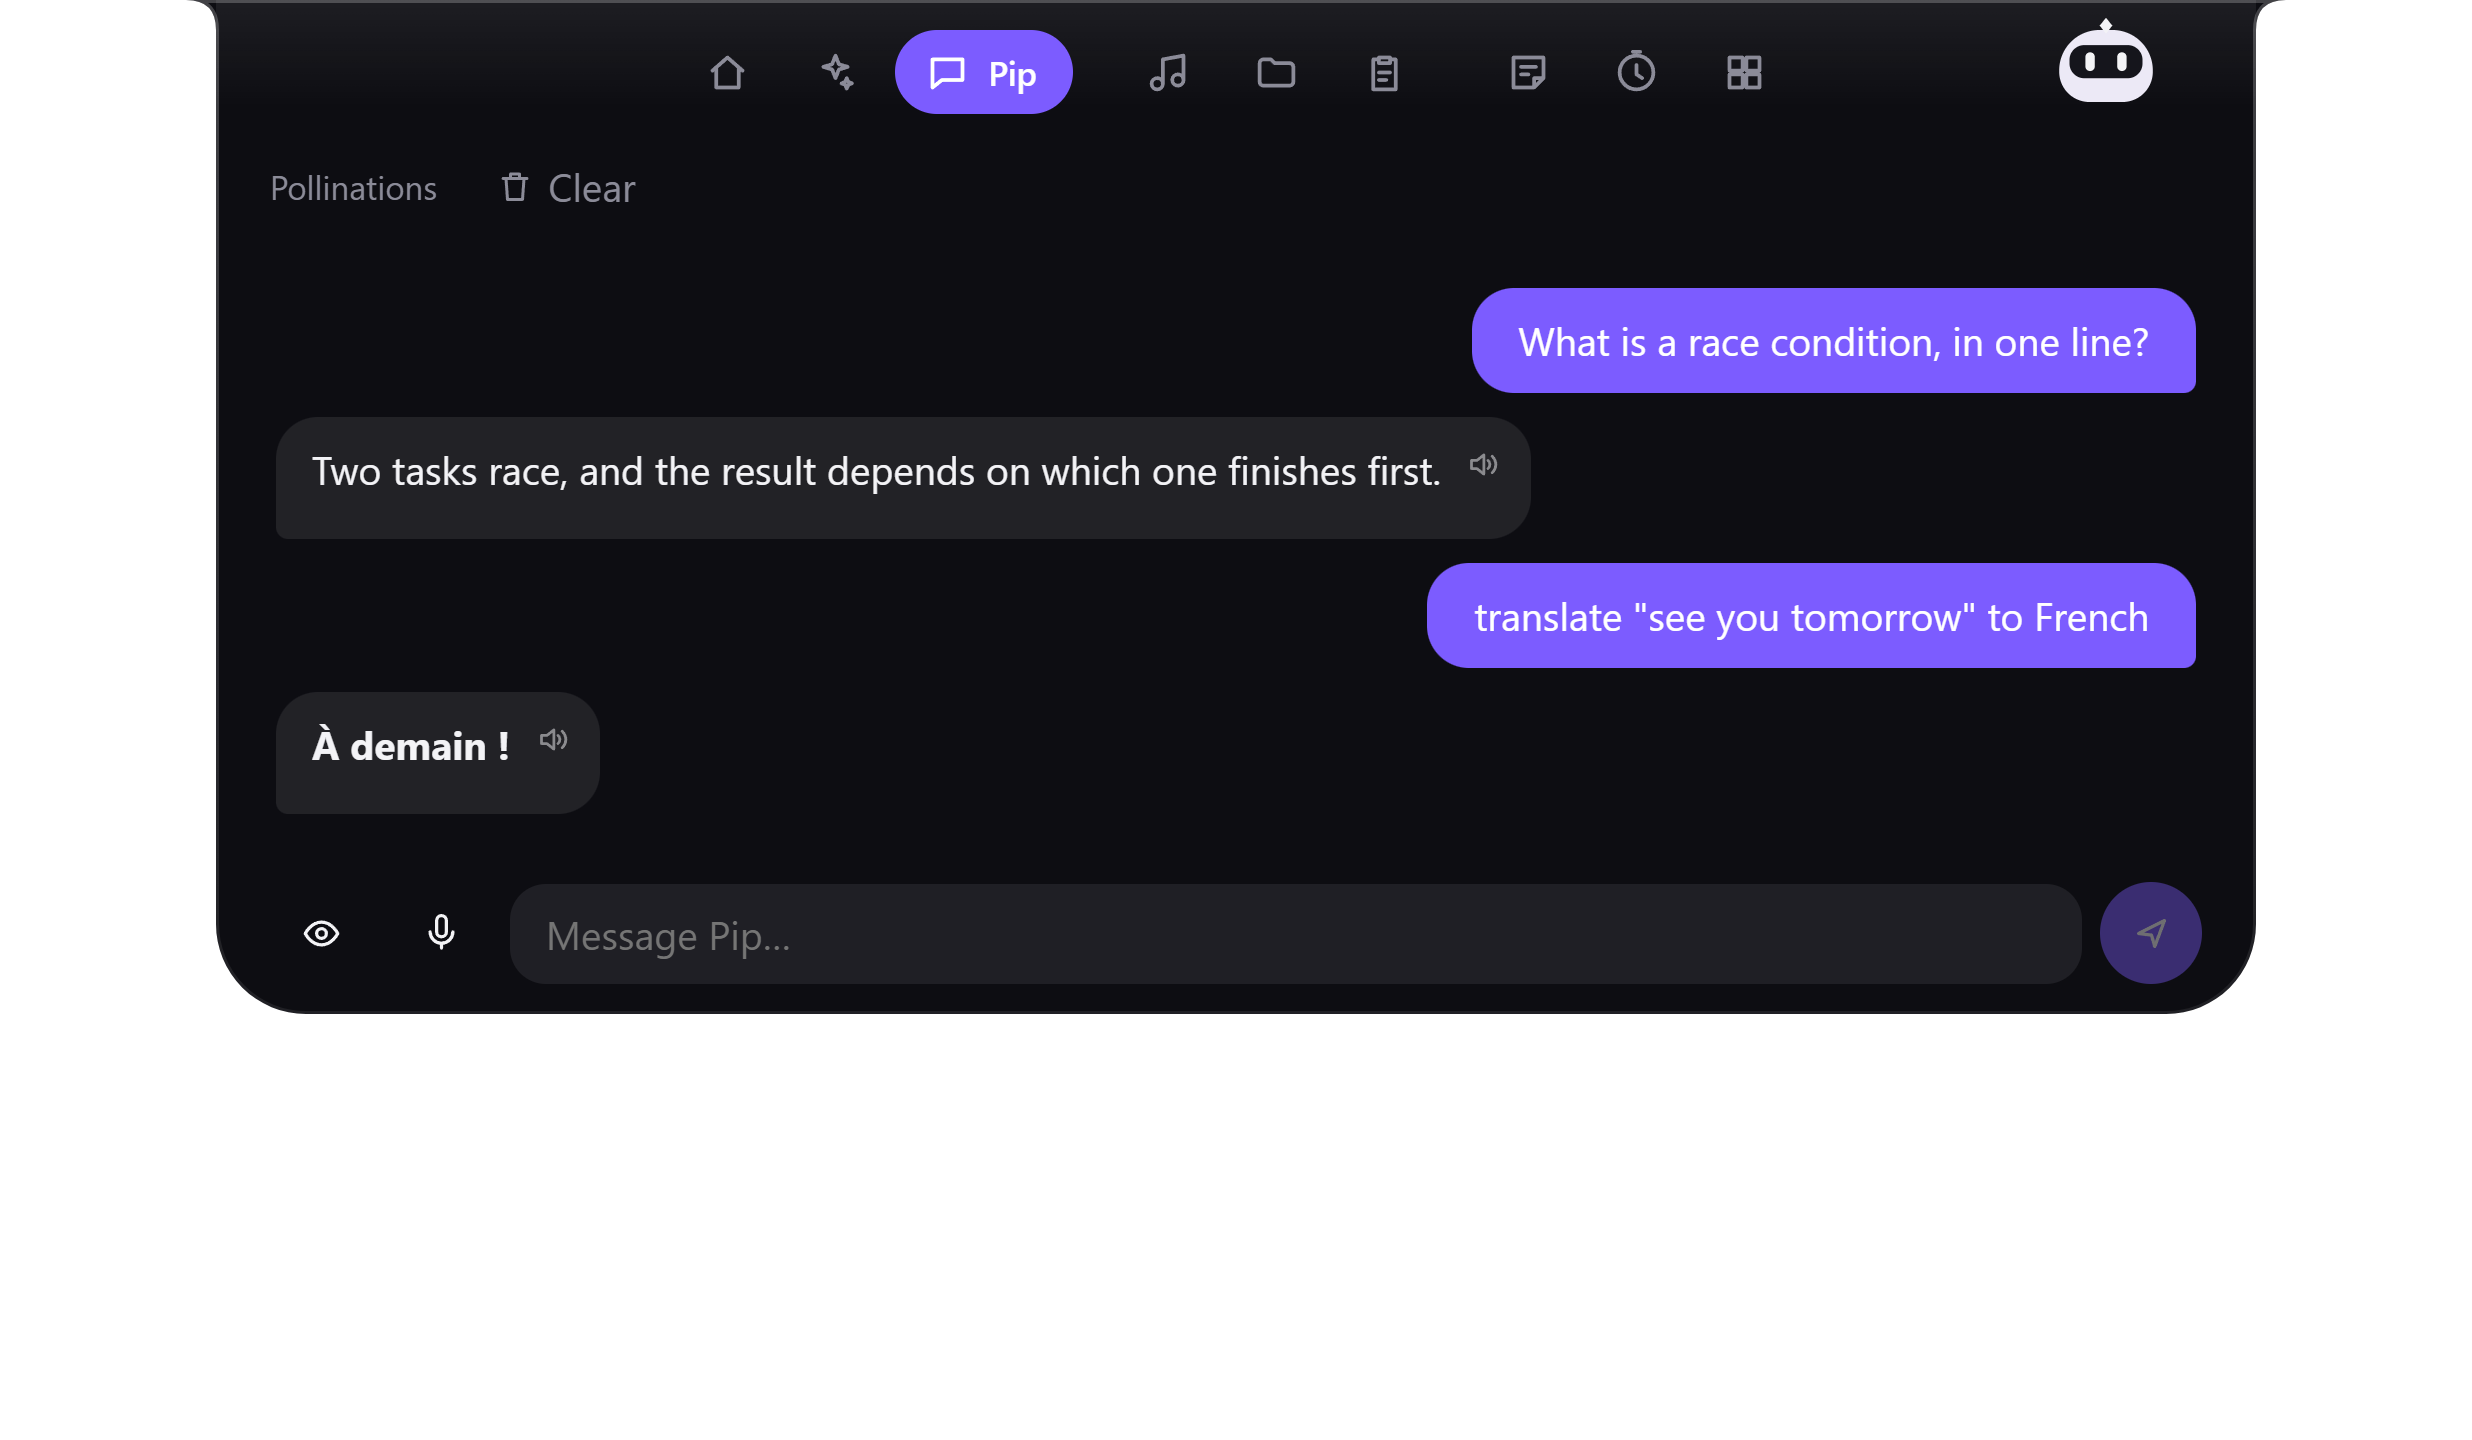 Pip
Pollinations
Clear
What is a race condition, in one line?
Two tasks race, and the result depends on which one finishes first.
translate "see you tomorrow" to French
À demain !
Message Pip...